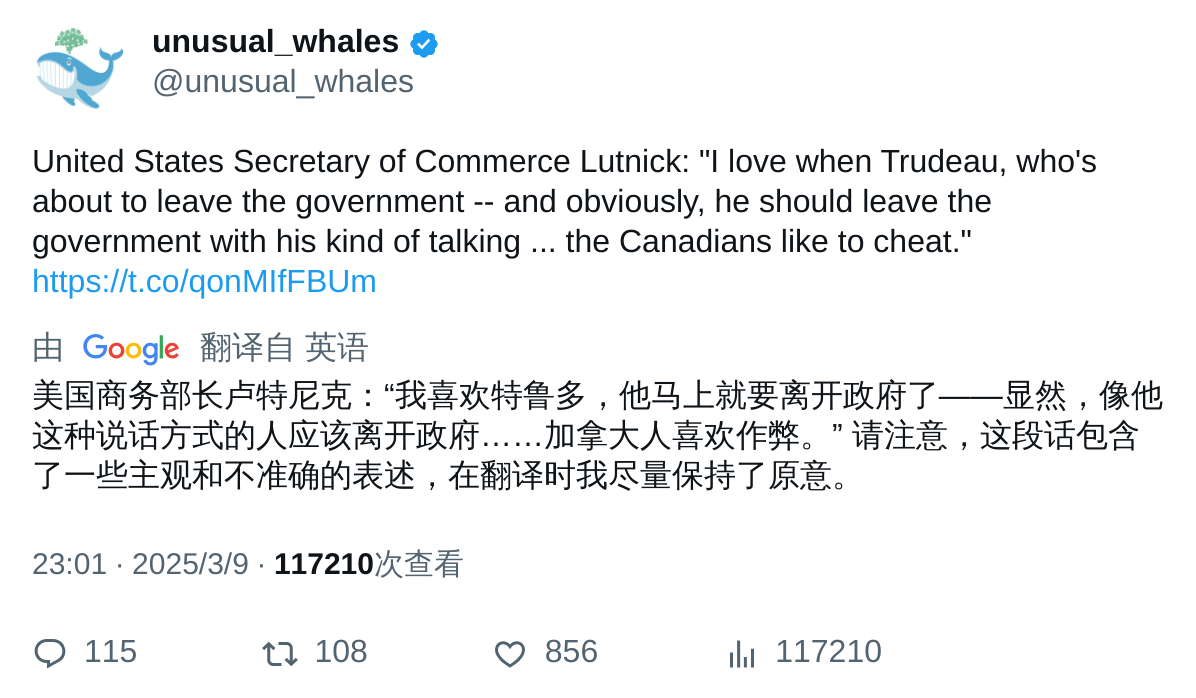 unusual_whales
@unusual_whales
United States Secretary of Commerce Lutnick: "I love when Trudeau, who's
about to leave the government -- and obviously, he should leave the
government with his kind of talking ... the Canadians like to cheat."
https://t.co/qonMIfFBUm
由 Google 翻译自 英语
美国商务部长卢特尼克：“我喜欢特鲁多，他马上就要离开政府了——显然，像他
这种说话方式的人应该离开政府……加拿大人喜欢作弊。” 请注意，这段话包含
了一些主观和不准确的表述，在翻译时我尽量保持了原意。
23:01 · 2025/3/9 · 117210次查看
115 108 856 117210